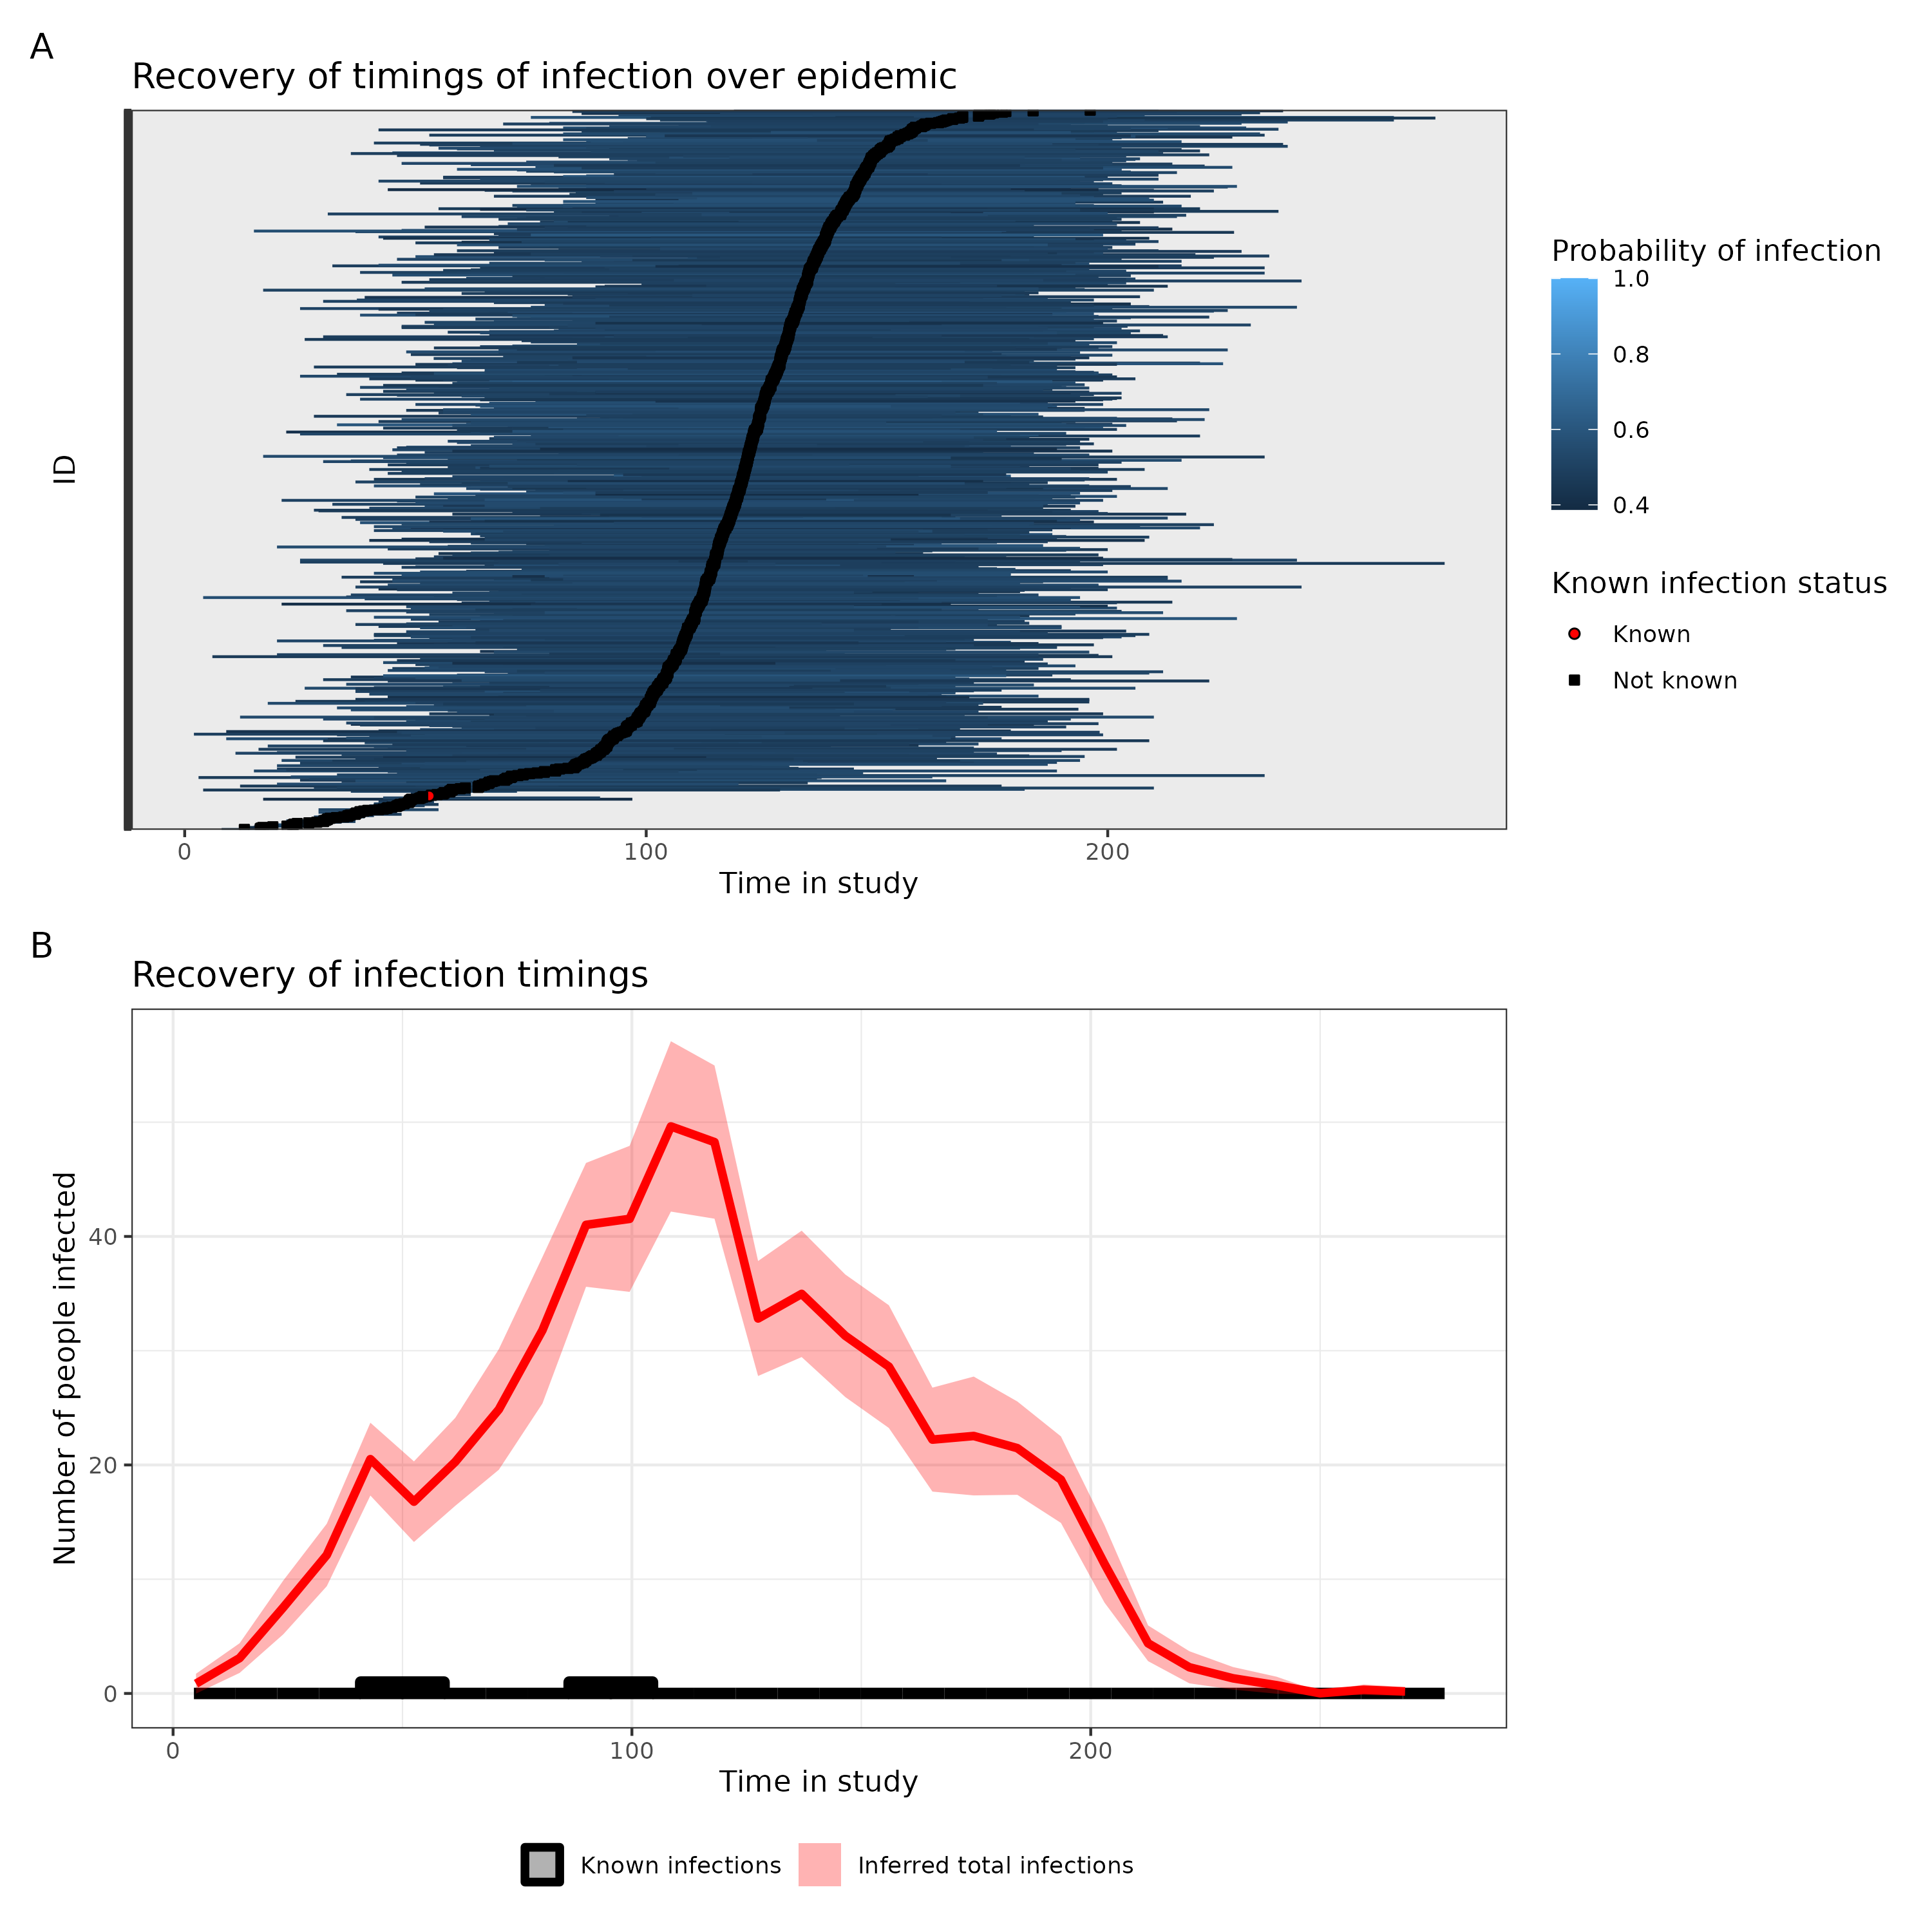 A
Recovery of timings of infection over epidemic
ID
0 100 200
Time in study
Probability of infection
1.0
0.8
0.6
0.4
Known infection status
Known
Not known
B
Recovery of infection timings
Number of people infected
40
20
0
0 100 200
Time in study
Known infections Inferred total infections